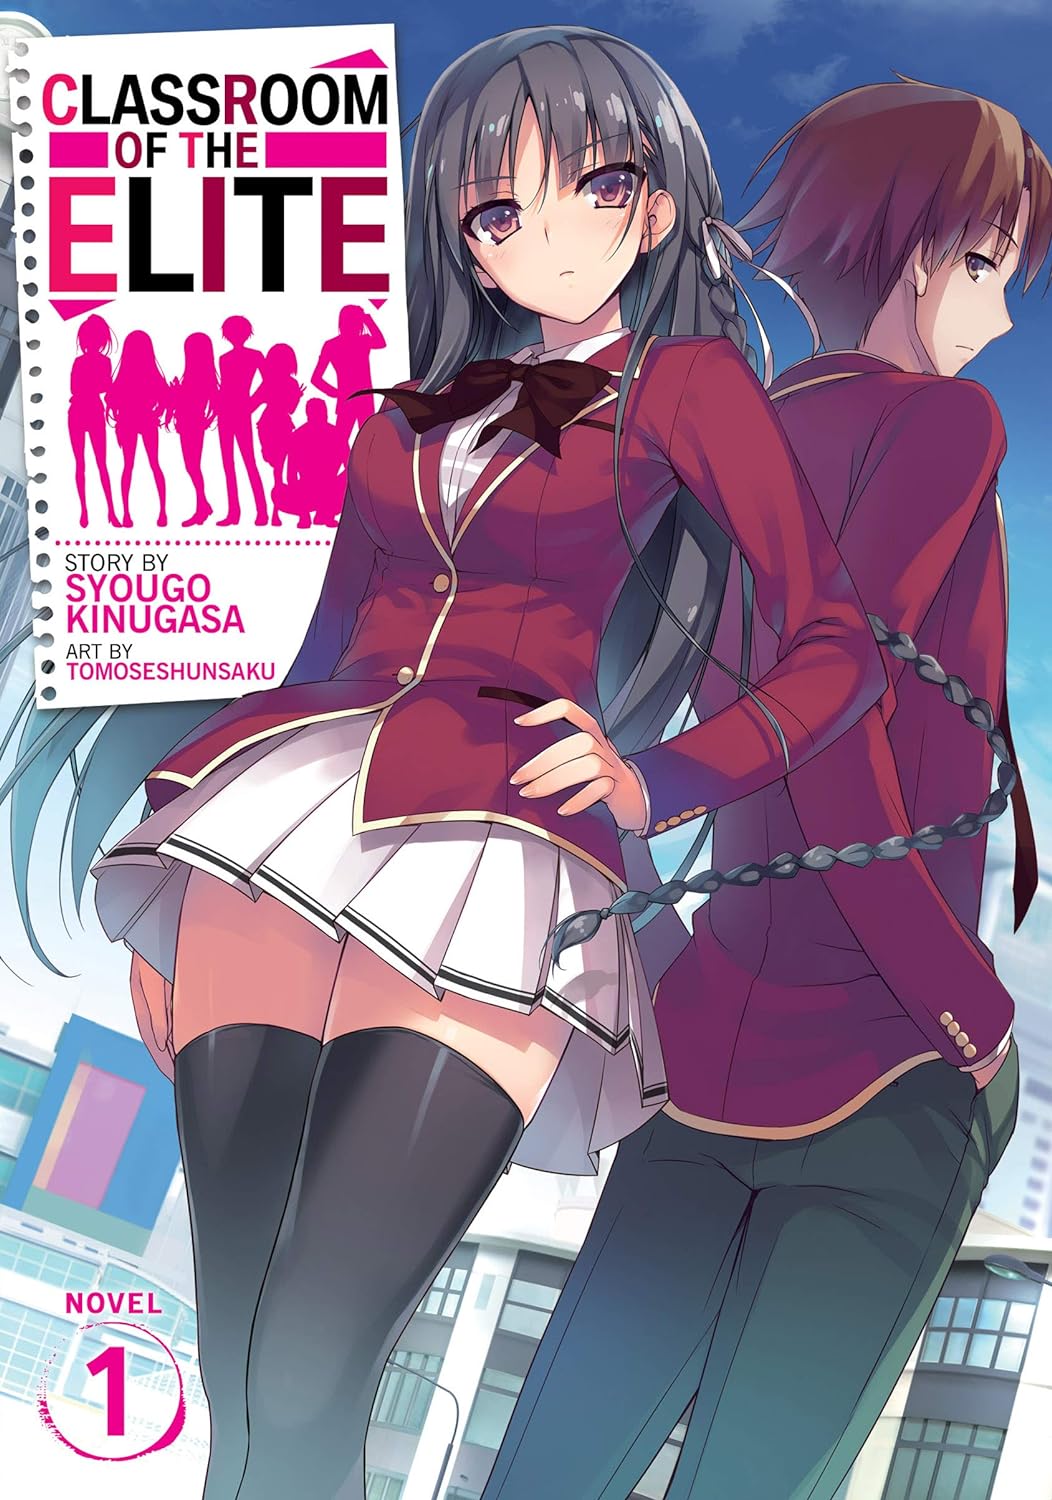 CLASSROOM
OF THE
ELITE
STORY BY
SYOUGO
KINUGASA
ART BY
TOMOSESHUNSAKU
NOVEL
1